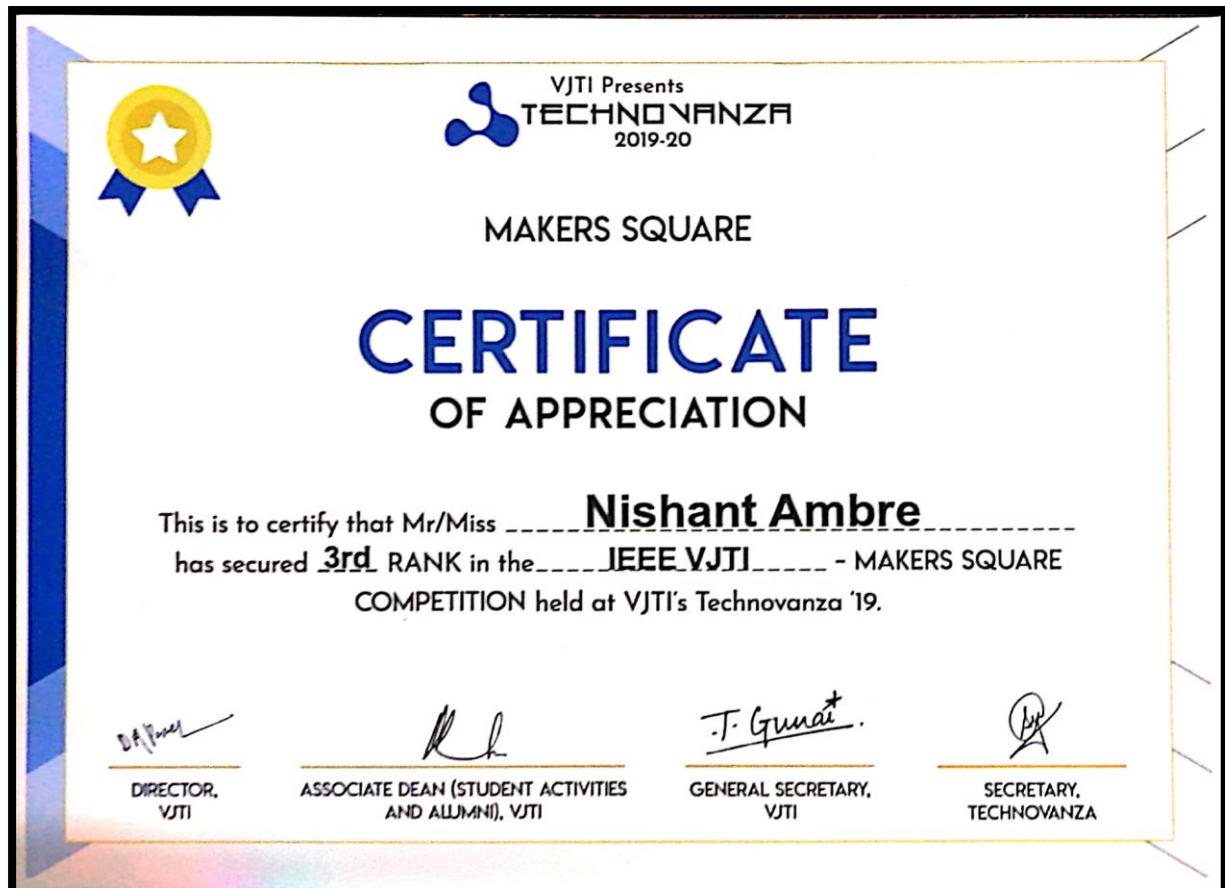 VJTI Presents
TECHNOVANZA
2019-20
MAKERS SQUARE
CERTIFICATE
OF APPRECIATION
This is to certify that Mr/Miss Nishant Ambre
has secured 3rd RANK in the IEEE VJTI - MAKERS SQUARE
COMPETITION held at VJTI's Technovanza '19.
T. Gunai
DIRECTOR,
VJTI
ASSOCIATE DEAN (STUDENT ACTIVITIES
AND ALUMNI), VJTI
GENERAL SECRETARY,
VJTI
SECRETARY,
TECHNOVANZA